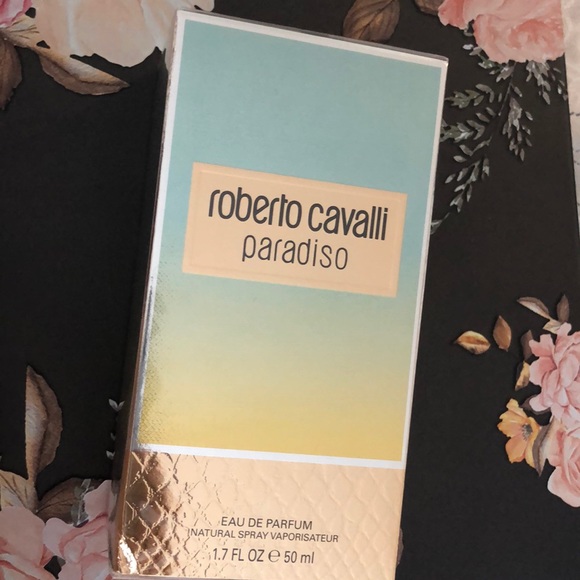 roberto cavalli
paradiso
EAU DE PARFUM
NATURAL SPRAY VAPORISATEUR
1.7 FL OZ ℮ 50 ml